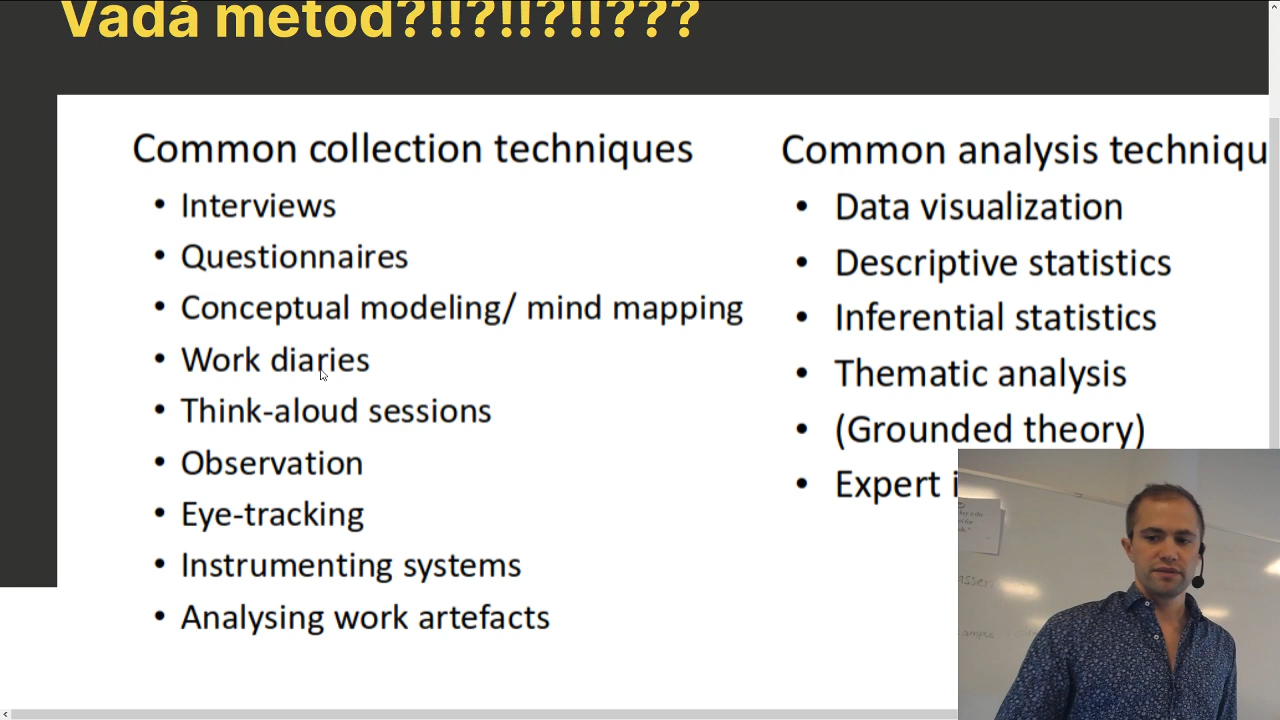 Vadå metod?!!?!!?!!???
Common collection techniques
• Interviews
• Questionnaires
• Conceptual modeling/ mind mapping
• Work diaries
• Think-aloud sessions
• Observation
• Eye-tracking
• Instrumenting systems
• Analysing work artefacts
Common analysis techniqu
• Data visualization
• Descriptive statistics
• Inferential statistics
• Thematic analysis
• (Grounded theory)
• Expert